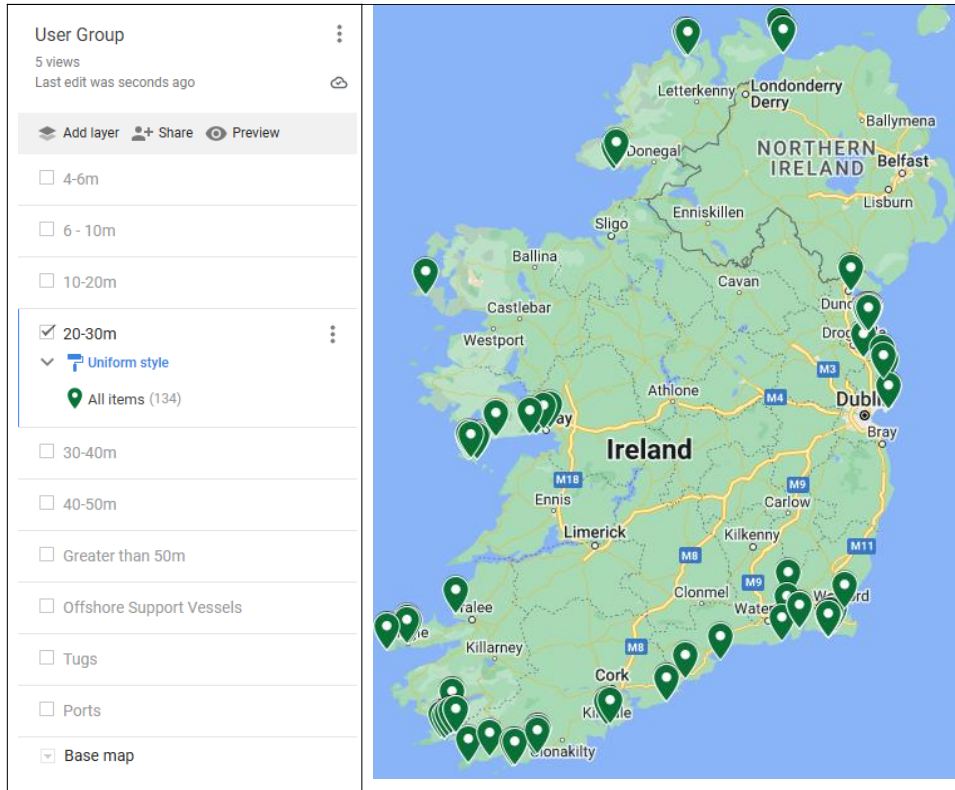 User Group
5 views
Last edit was seconds ago
Add layer
Share
Preview
4-6m
6 - 10m
10-20m
20-30m
Uniform style
All items (134)
30-40m
40-50m
Greater than 50m
Offshore Support Vessels
Tugs
Ports
Base map
Letterkenny
Londonderry
Derry
Ballymena
Donegal
NORTHERN
IRELAND
Belfast
Lisburn
Enniskillen
Sligo
Ballina
Cavan
Castlebar
Westport
M3
Athlone
M4
Bray
Ireland
M18
M9
Ennis
Carlow
Limerick
Kilkenny
M11
M8
Clonmel
M9
Killarney
M8
Cork